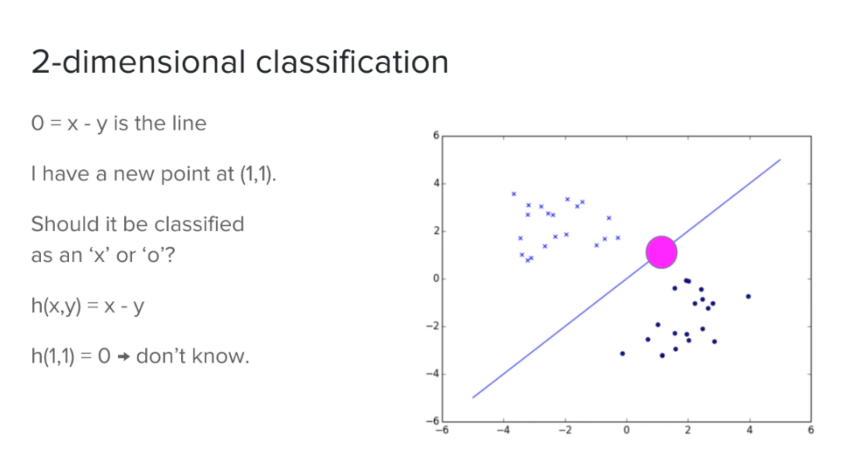 2-dimensional classification
0 = x - y is the line
I have a new point at (1,1).
Should it be classified
as an ‘x’ or ‘o’?
h(x,y) = x - y
h(1,1) = 0 ➔ don’t know.
6
4
2
0
−2
−4
−6
−6
−4
−2
0
2
4
6